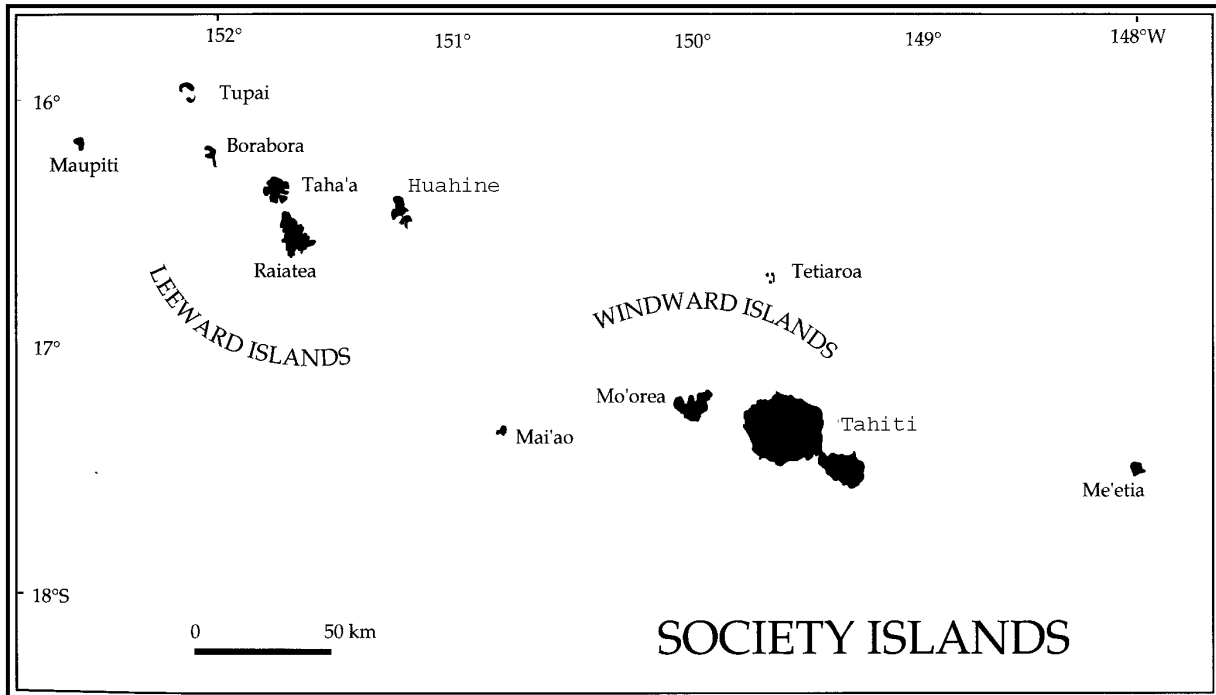 152°
151°
150°
149°
148°W
16°
Tupai
Maupiti
Borabora
Taha'a
Huahine
Raiatea
Tetiaroa
LEEWARD ISLANDS
WINDWARD ISLANDS
17°
Mo'orea
Mai'ao
Tahiti
Me'etia
18°S
0 50 km
SOCIETY ISLANDS